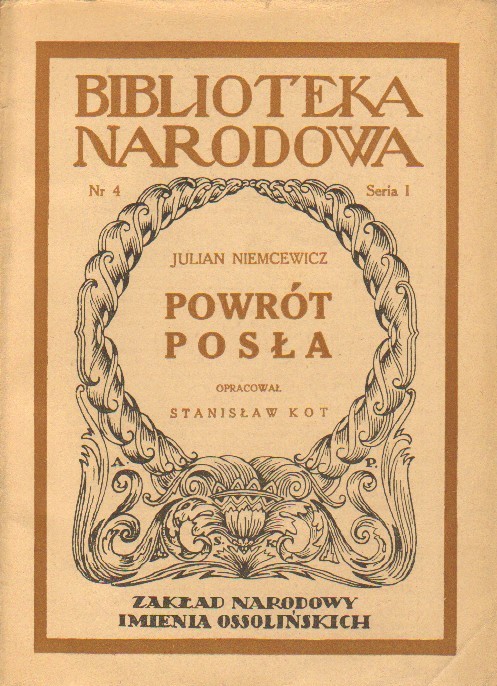 BIBLIOTEKA
NARODOWA
Nr 4 Seria I
JULIAN NIEMCEWICZ
POWRÓT
POSŁA
OPRACOWAŁ
STANISŁAW KOT
A. P.
S. K.
ZAKŁAD NARODOWY
IMIENIA OSSOLIŃSKICH